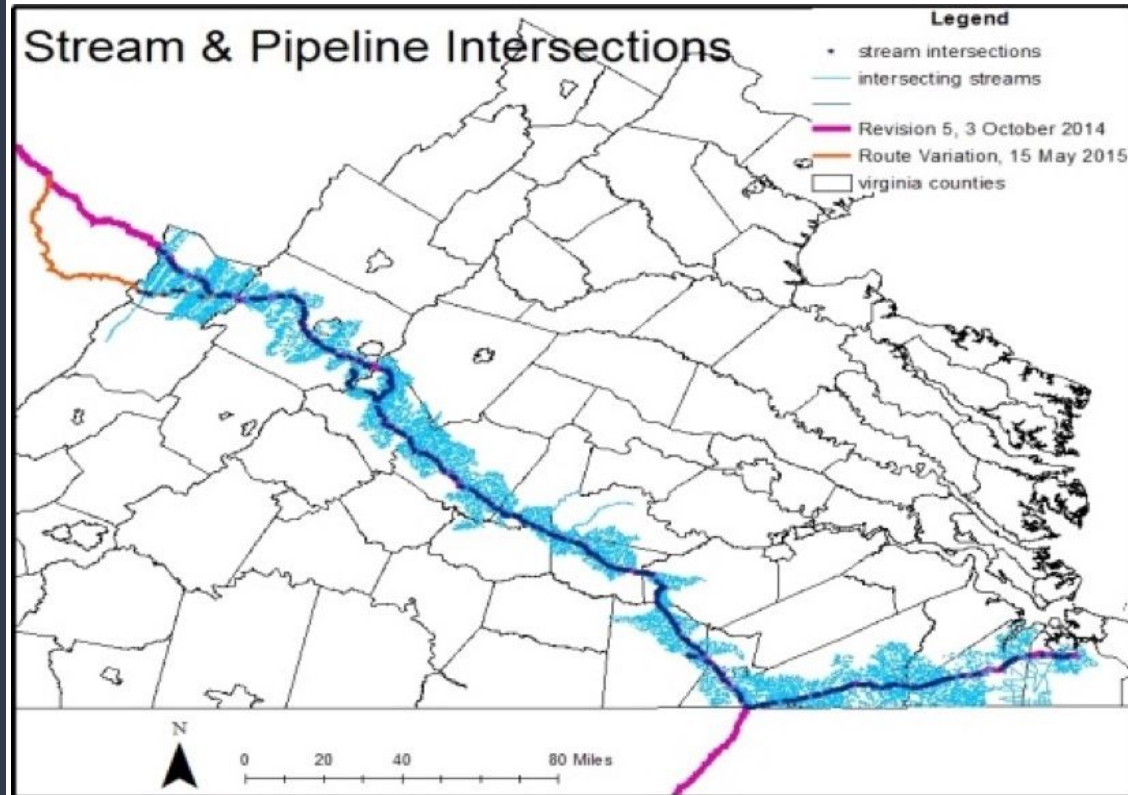 Stream & Pipeline Intersections
Legend
stream intersections
intersecting streams
Revision 5, 3 October 2014
Route Variation, 15 May 2015
virginia counties
N
0 20 40 80 Miles